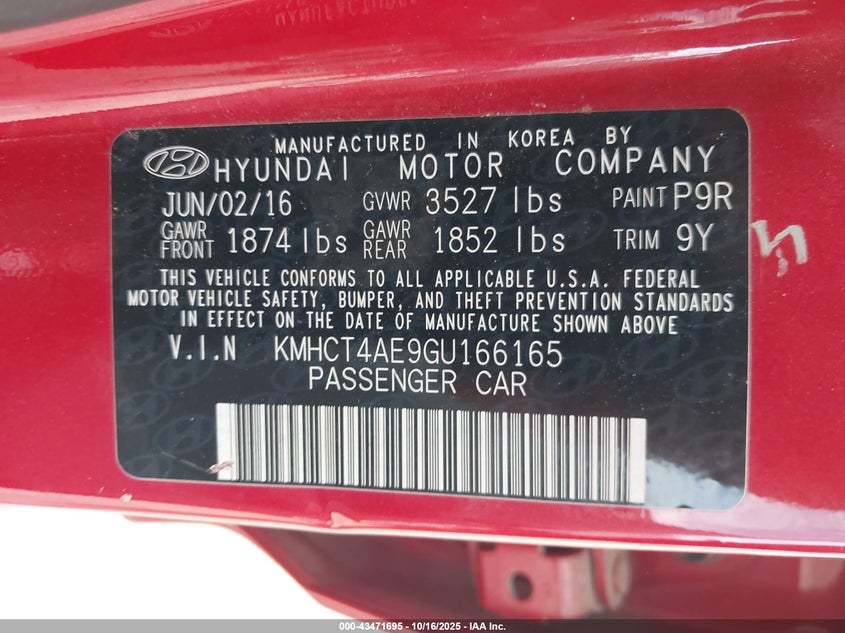 MANUFACTURED IN KOREA BY
HYUNDAI MOTOR COMPANY
JUN/02/16 GVWR 3527 lbs PAINT P9R
GAWR FRONT 1874 lbs GAWR REAR 1852 lbs TRIM 9Y
THIS VEHICLE CONFORMS TO ALL APPLICABLE U.S.A. FEDERAL
MOTOR VEHICLE SAFETY, BUMPER, AND THEFT PREVENTION STANDARDS
IN EFFECT ON THE DATE OF MANUFACTURE SHOWN ABOVE
V.I.N KMHCT4AE9GU166165
PASSENGER CAR
000-43471695 - 10/16/2025 - IAA Inc.